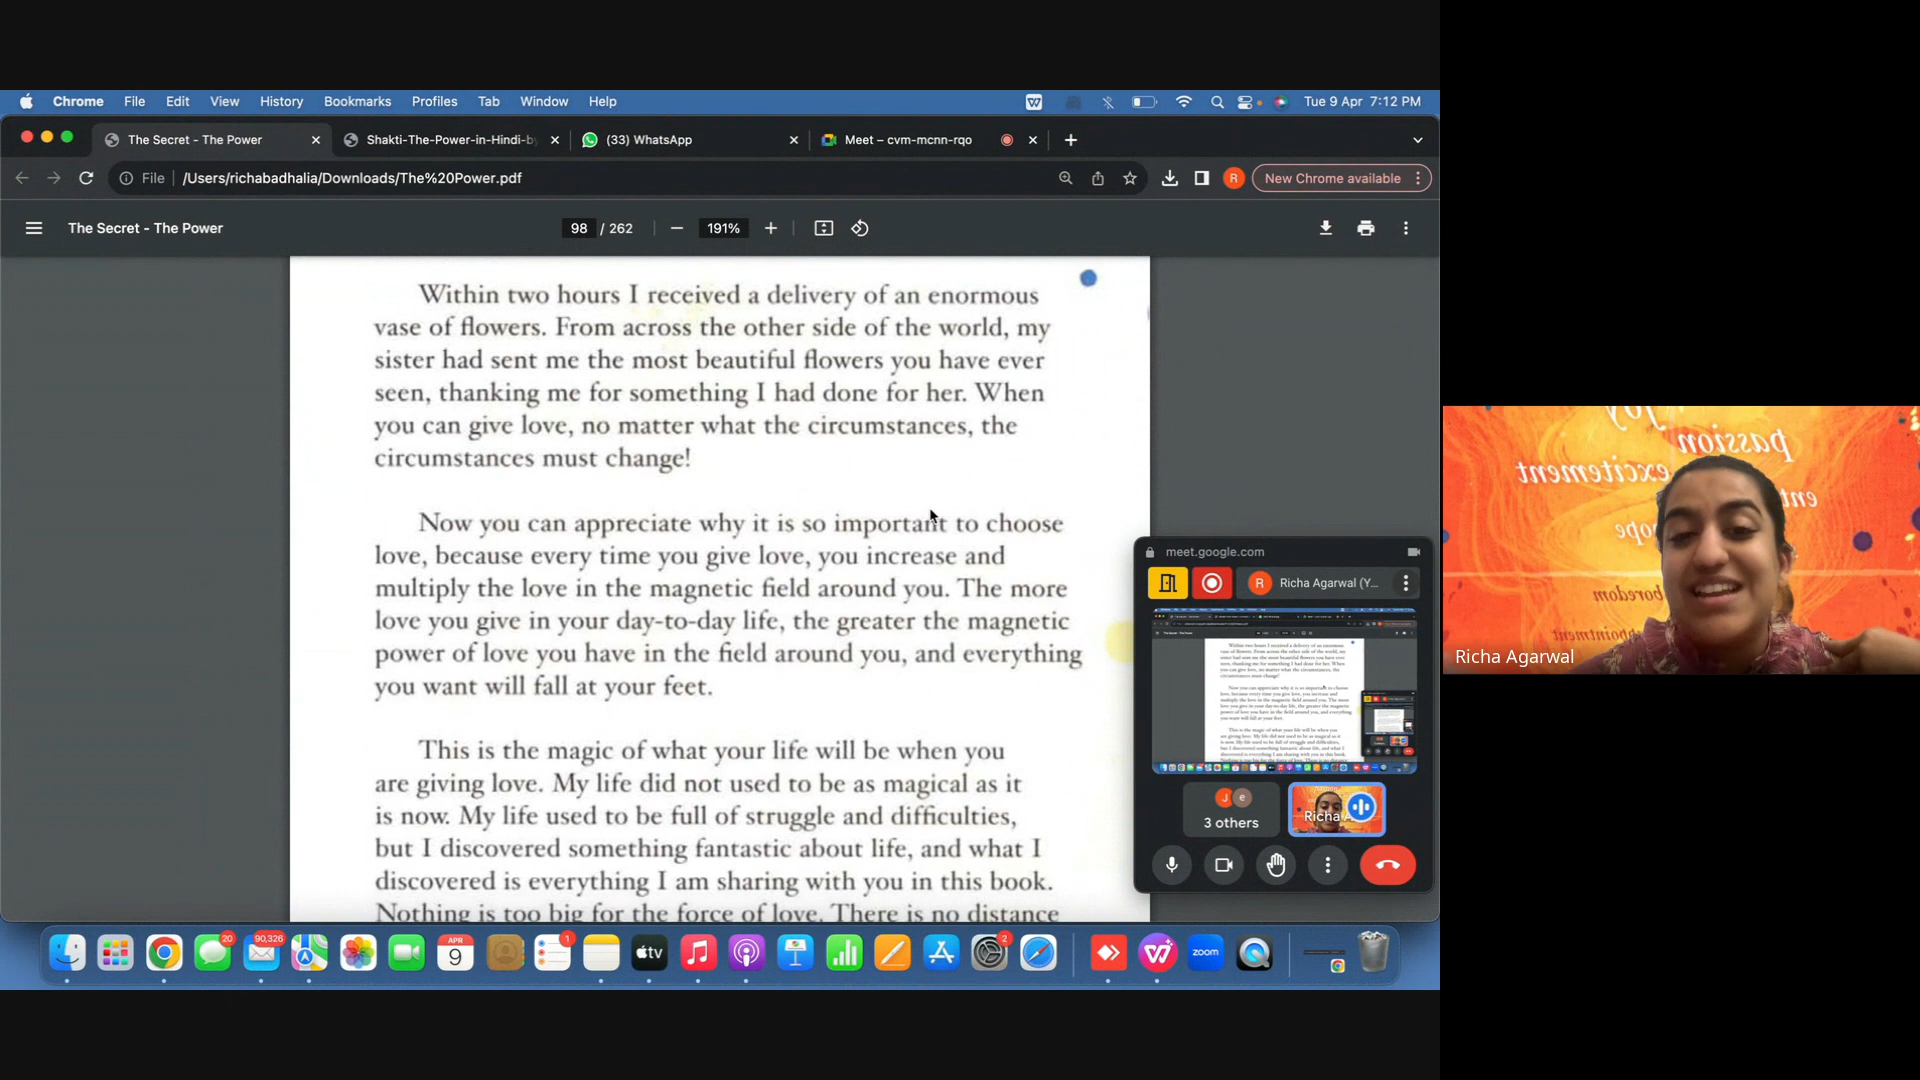 Chrome File Edit View History Bookmarks Profiles Tab Window Help
Tue 9 Apr 7:12 PM
The Secret - The Power
Shakti-The-Power-in-Hindi-b
(33) WhatsApp
Meet – cvm-mcnn-rqo
File
/Users/richabadhalia/Downloads/The%20Power.pdf
R
New Chrome available
The Secret - The Power
98 / 262
191%
Within two hours I received a delivery of an enormous
vase of flowers. From across the other side of the world, my
sister had sent me the most beautiful flowers you have ever
seen, thanking me for something I had done for her. When
you can give love, no matter what the circumstances, the
circumstances must change!
Now you can appreciate why it is so important to choose
love, because every time you give love, you increase and
multiply the love in the magnetic field around you. The more
love you give in your day-to-day life, the greater the magnetic
power of love you have in the field around you, and everything
you want will fall at your feet.
This is the magic of what your life will be when you
are giving love. My life did not used to be as magical as it
is now. My life used to be full of struggle and difficulties,
but I discovered something fantastic about life, and what I
discovered is everything I am sharing with you in this book.
Nothing is too big for the force of love. There is no distance
meet.google.com
R
Richa Agarwal (Y...
J e
3 others
Richa A
20
90,326
APR
9
1
tv
2
zoom
joy
passion
excitement
hope
boredom
Richa Agarwal